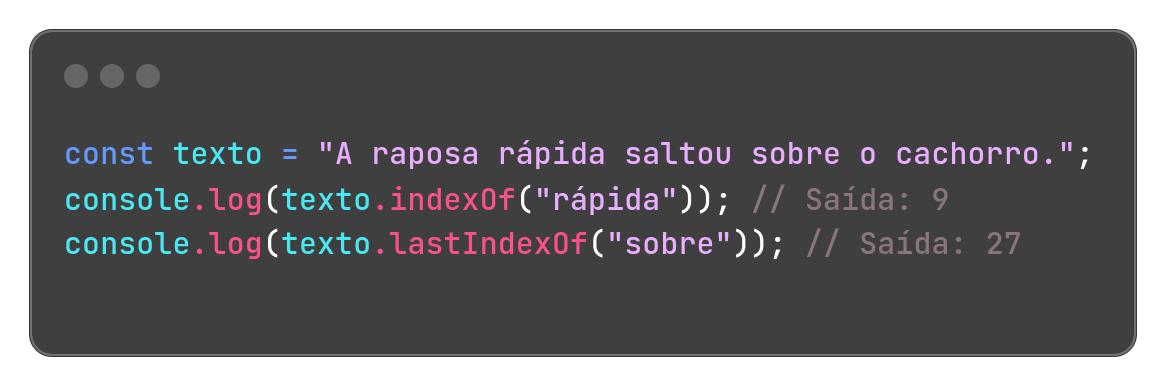 const texto = "A raposa rápida saltou sobre o cachorro.";
console.log(texto.indexOf("rápida")); // Saída: 9
console.log(texto.lastIndexOf("sobre")); // Saída: 27